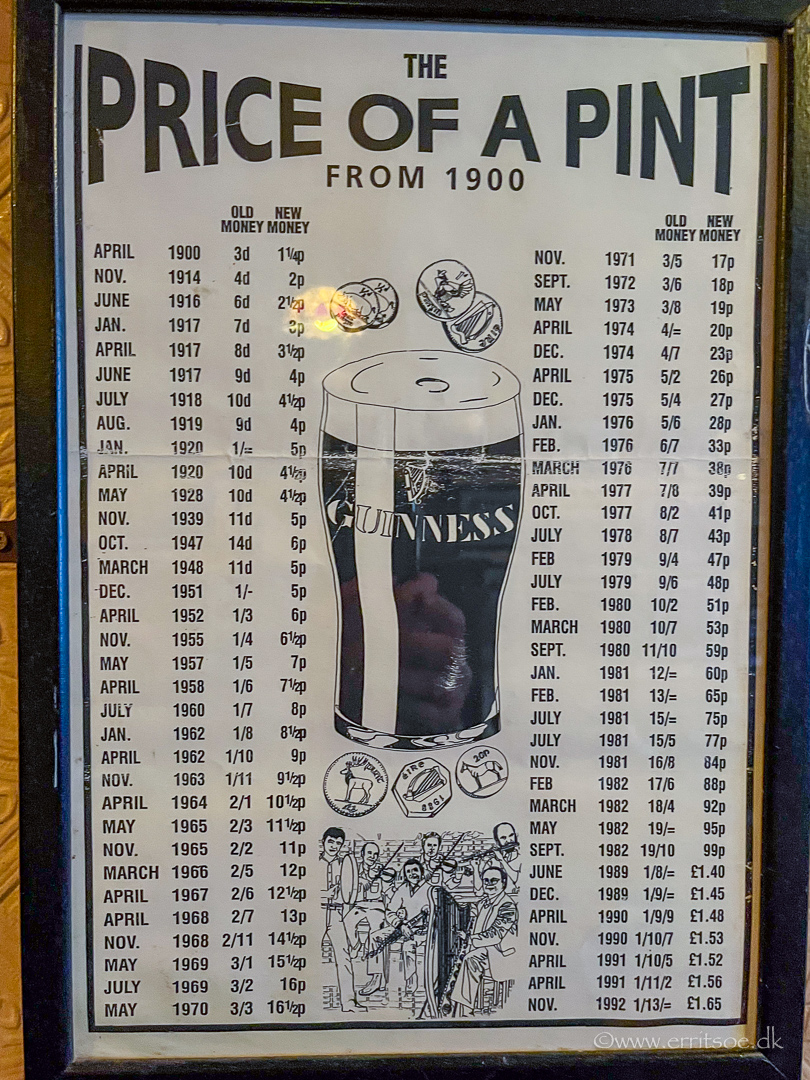 THE
PRICE OF A PINT
FROM 1900
OLD MONEY NEW MONEY
APRIL 1900 3d 1¼p
NOV. 1914 4d 2p
JUNE 1916 6d 2½p
JAN. 1917 7d 3p
APRIL 1917 8d 3½p
JUNE 1917 9d 4p
JULY 1918 10d 4½p
AUG. 1919 9d 4p
JAN. 1920 1/= 5p
APRIL 1920 10d 4½p
MAY 1928 10d 4½p
NOV. 1939 11d 5p
OCT. 1947 14d 6p
MARCH 1948 11d 5p
DEC. 1951 1/- 5p
APRIL 1952 1/3 6p
NOV. 1955 1/4 6½p
MAY 1957 1/5 7p
APRIL 1958 1/6 7½p
JULY 1960 1/7 8p
JAN. 1962 1/8 8½p
APRIL 1962 1/10 9p
NOV. 1963 1/11 9½p
APRIL 1964 2/1 10½p
MAY 1965 2/3 11½p
NOV. 1965 2/2 11p
MARCH 1966 2/5 12p
APRIL 1967 2/6 12½p
APRIL 1968 2/7 13p
NOV. 1968 2/11 14½p
MAY 1969 3/1 15½p
JULY 1969 3/2 16p
MAY 1970 3/3 16½p
GUINNESS
éIRe
20p
OLD MONEY NEW MONEY
NOV. 1971 3/5 17p
SEPT. 1972 3/6 18p
MAY 1973 3/8 19p
APRIL 1974 4/= 20p
DEC. 1974 4/7 23p
APRIL 1975 5/2 26p
DEC. 1975 5/4 27p
JAN. 1976 5/6 28p
FEB. 1976 6/7 33p
MARCH 1976 7/7 38p
APRIL 1977 7/8 39p
OCT. 1977 8/2 41p
JULY 1978 8/7 43p
FEB 1979 9/4 47p
JULY 1979 9/6 48p
FEB. 1980 10/2 51p
MARCH 1980 10/7 53p
SEPT. 1980 11/10 59p
JAN. 1981 12/= 60p
FEB. 1981 13/= 65p
JULY 1981 15/= 75p
JULY 1981 15/5 77p
NOV. 1981 16/8 84p
FEB 1982 17/6 88p
MARCH 1982 18/4 92p
MAY 1982 19/= 95p
SEPT. 1982 19/10 99p
JUNE 1989 1/8/= £1.40
DEC. 1989 1/9/= £1.45
APRIL 1990 1/9/9 £1.48
NOV. 1990 1/10/7 £1.53
APRIL 1991 1/10/5 £1.52
APRIL 1991 1/11/2 £1.56
NOV. 1992 1/13/= £1.65
©www.erritsoe.dk